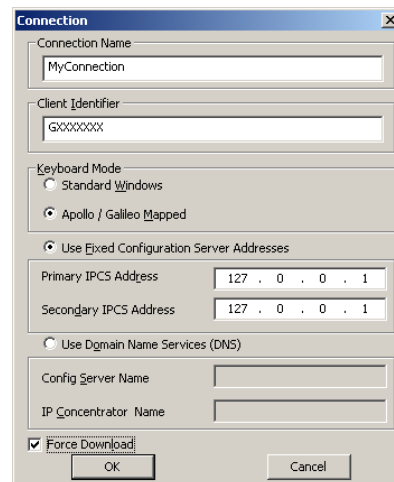 Connection
Connection Name
MyConnection
Client Identifier
GXXXXXXX
Keyboard Mode
Standard Windows
Apollo / Galileo Mapped
Use Fixed Configuration Server Addresses
Primary IPCS Address 127 . 0 . 0 . 1
Secondary IPCS Address 127 . 0 . 0 . 1
Use Domain Name Services (DNS)
Config Server Name
IP Concentrator Name
Force Download
OK Cancel